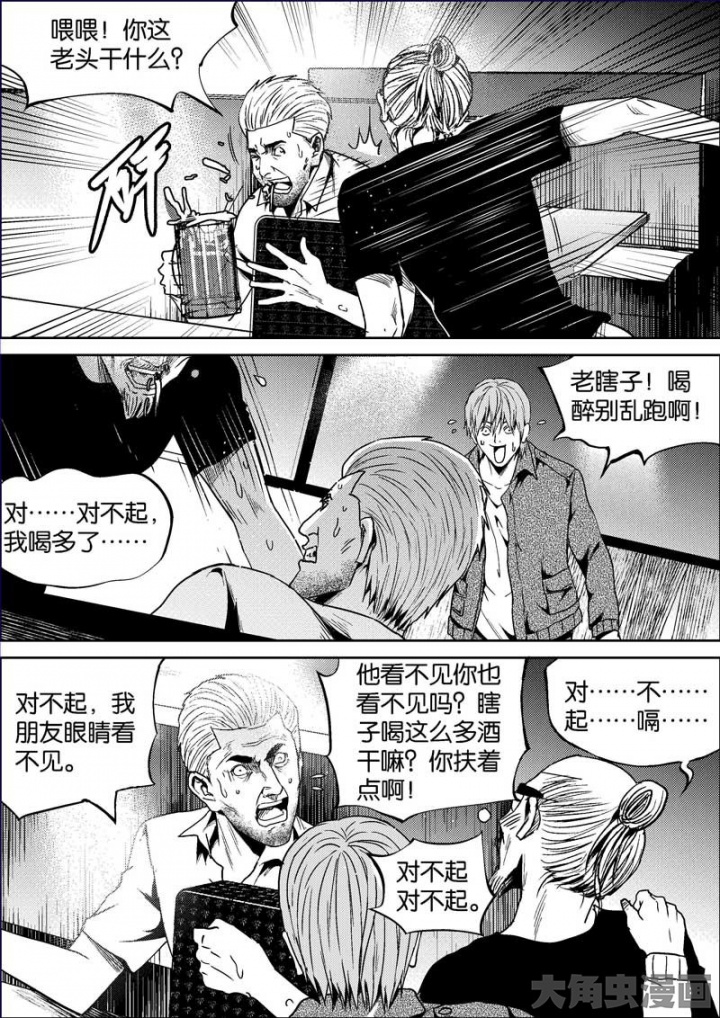 喂喂！你这
老头干什么？
砰
老瞎子！喝
醉别乱跑啊！
对……对不起，
我喝多了……
对不起，我
朋友眼睛看
不见。
他看不见你也
看不见吗？瞎
子喝这么多酒
干嘛？你扶着
点啊！
对……不……
起……嗝……
对不起
对不起。
大角虫漫画